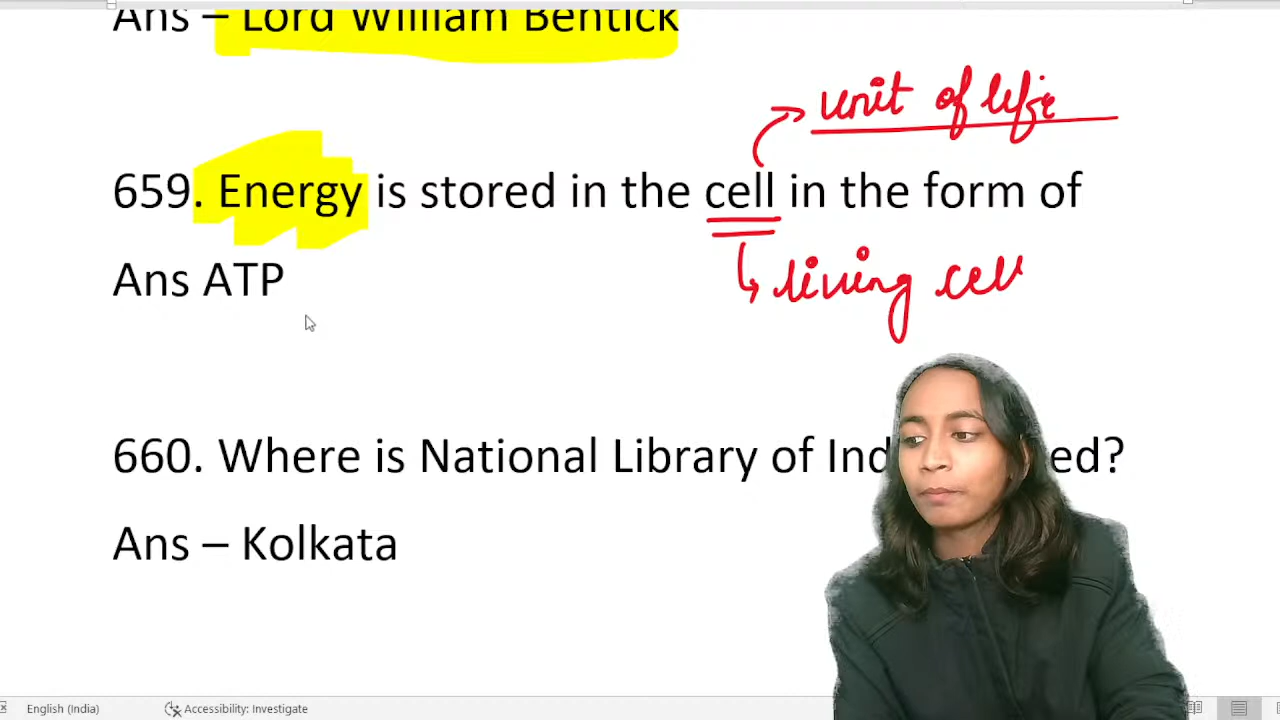 Ans – Lord William Bentick
unit of life
659. Energy is stored in the cell in the form of
Ans ATP
living cell
660. Where is National Library of Ind ed?
Ans – Kolkata
English (India) Accessibility: Investigate